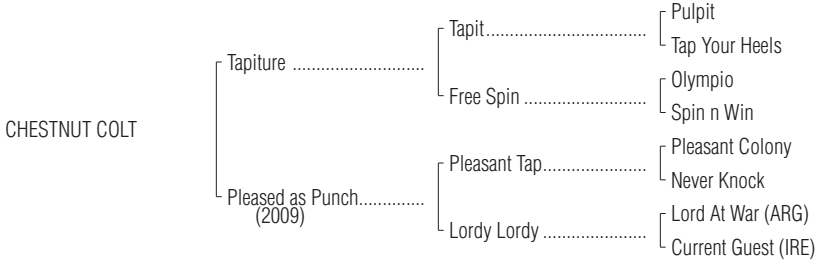 Pulpit
Tapit..................................
Tap Your Heels
Tapiture ............................
Olympio
Free Spin ..........................
Spin n Win
CHESTNUT COLT
Pleasant Colony
Pleasant Tap......................
Never Knock
Pleased as Punch..............
(2009)
Lord At War (ARG)
Lordy Lordy ......................
Current Guest (IRE)